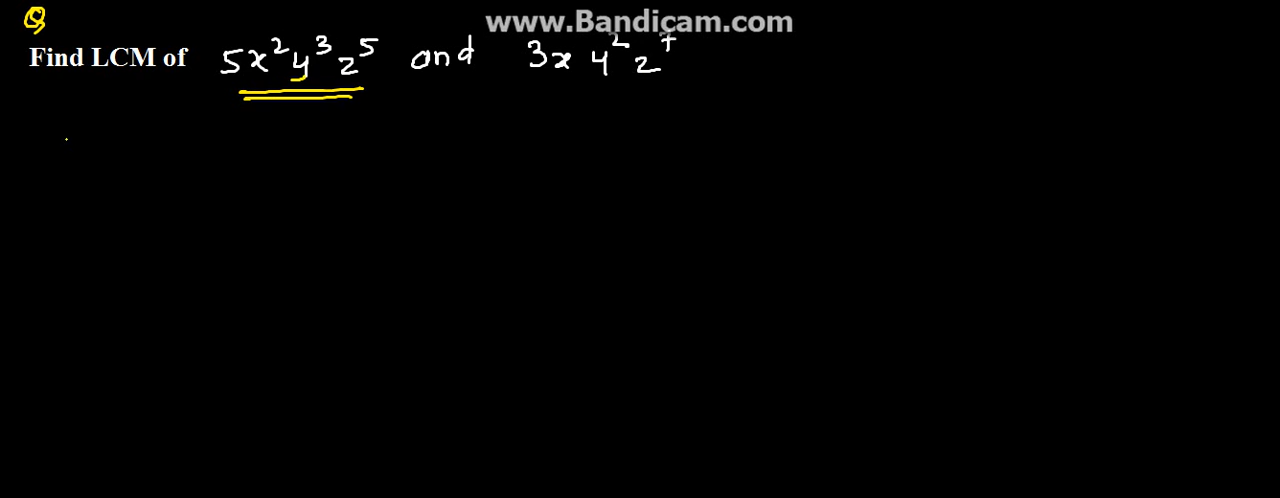 www.Bandicam.com
Q
Find LCM of 5x²y³z⁵ and 3x y²z⁷